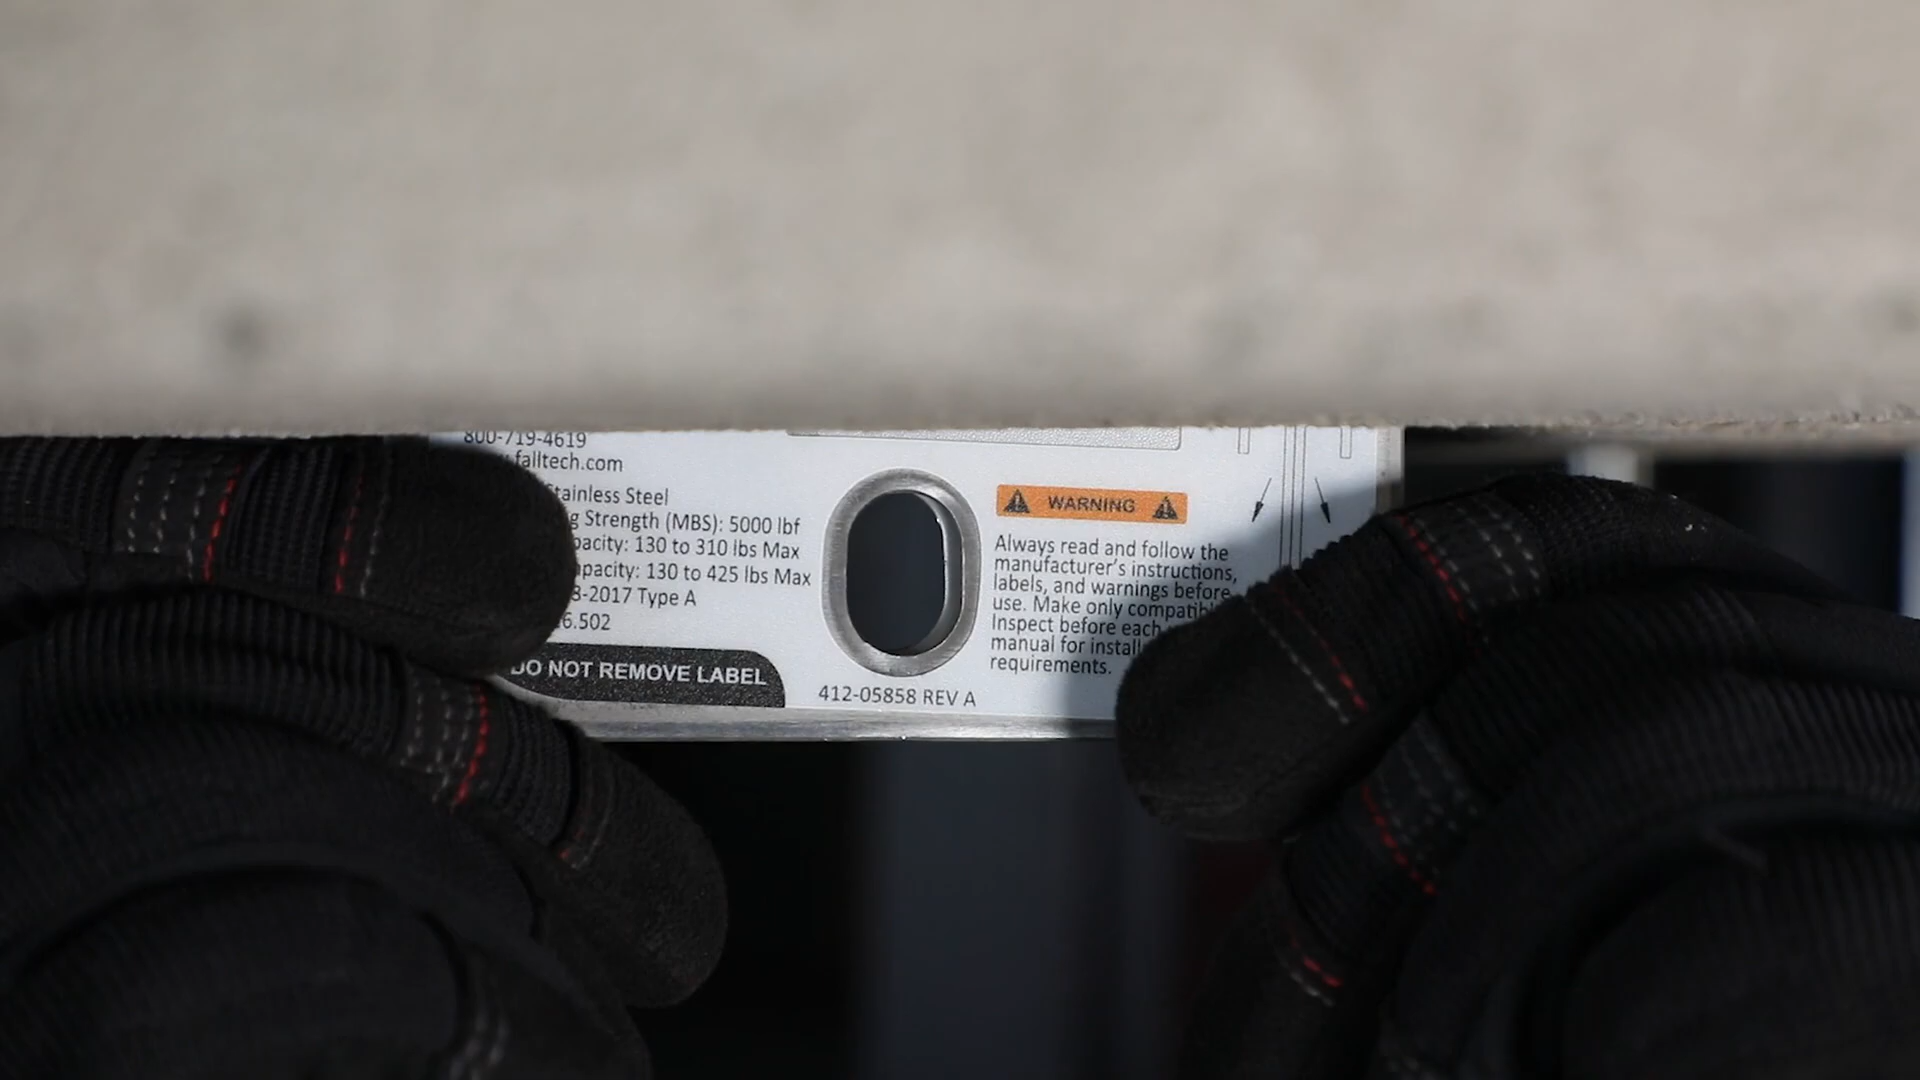 800-719-4619
falltech.com
Stainless Steel
g Strength (MBS): 5000 lbf
pacity: 130 to 310 lbs Max
apacity: 130 to 425 lbs Max
8-2017 Type A
6.502
DO NOT REMOVE LABEL
412-05858 REV A
WARNING
Always read and follow the
manufacturer's instructions,
labels, and warnings before
use. Make only compatib
Inspect before each
manual for install
requirements.